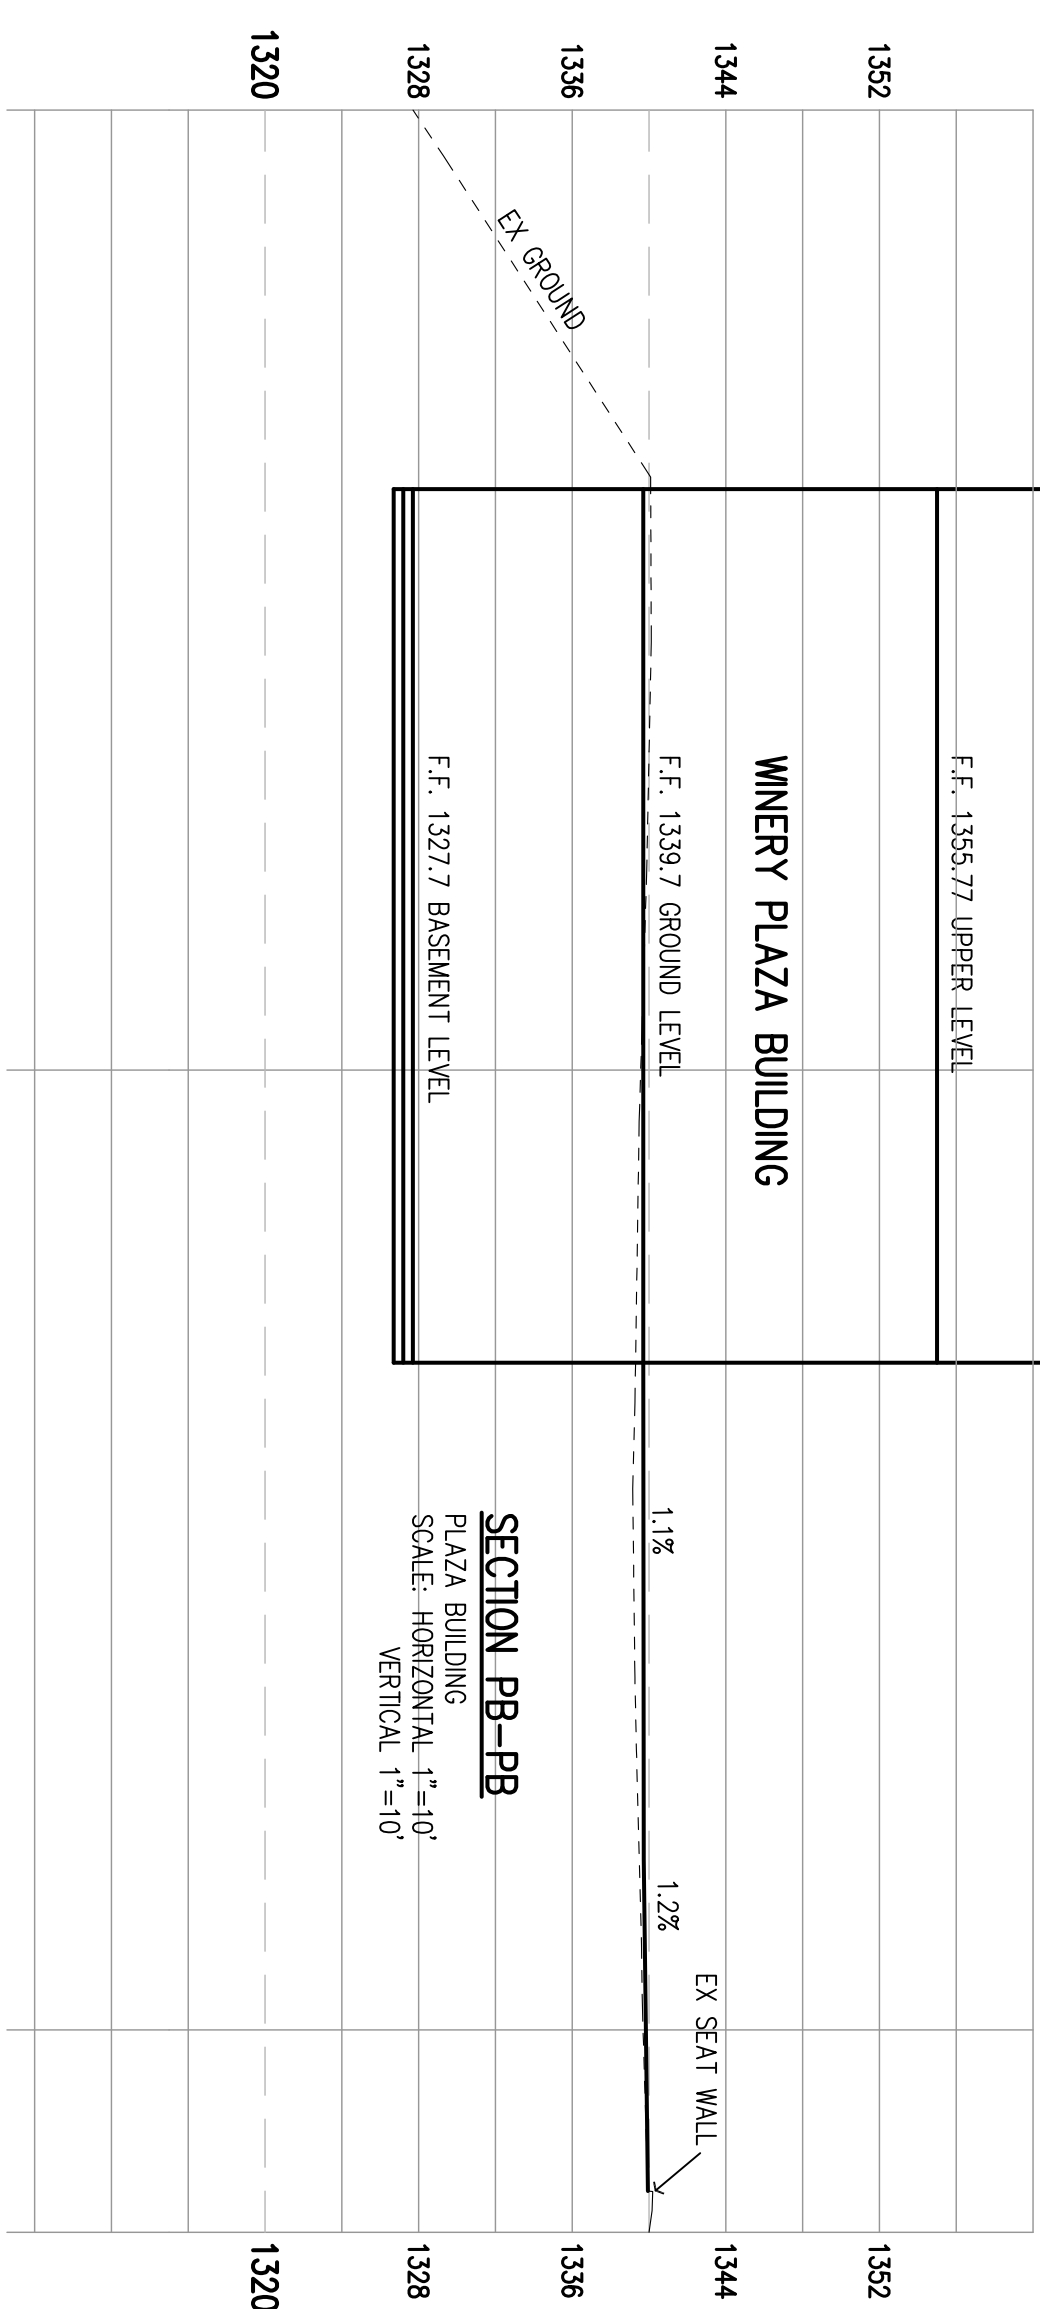 1352
1344
1336
1328
1320
F.F. 1355.77 UPPER LEVEL
WINERY PLAZA BUILDING
F.F. 1339.7 GROUND LEVEL
F.F. 1327.7 BASEMENT LEVEL
EX GROUND
EX SEAT WALL
1.1%
1.2%
SECTION PB-PB
PLAZA BUILDING
SCALE: HORIZONTAL 1"=10'
VERTICAL 1"=10'
1352
1344
1336
1328
1320